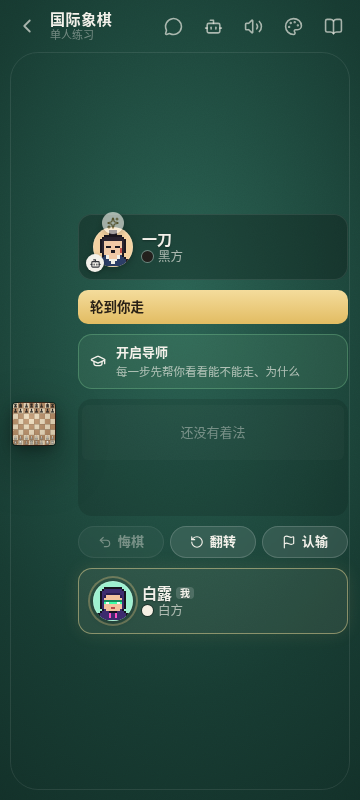 国际象棋
单人练习
一刀
黑方
轮到你走
开启导师
每一步先帮你看看能不能走、为什么
还没有着法
悔棋
翻转
认输
白露 我
白方